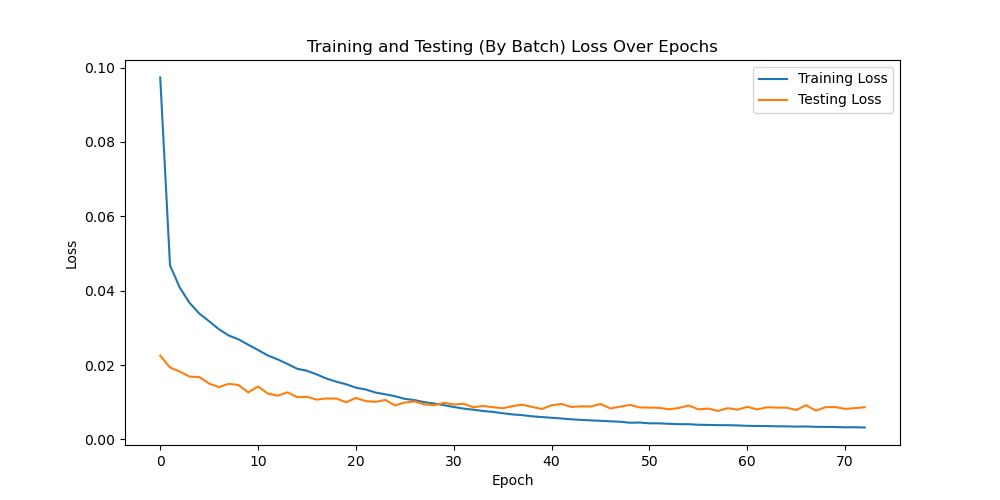 Training and Testing (By Batch) Loss Over Epochs
Training Loss
Testing Loss
0.10
0.08
0.06
0.04
0.02
0.00
Loss
0 10 20 30 40 50 60 70
Epoch